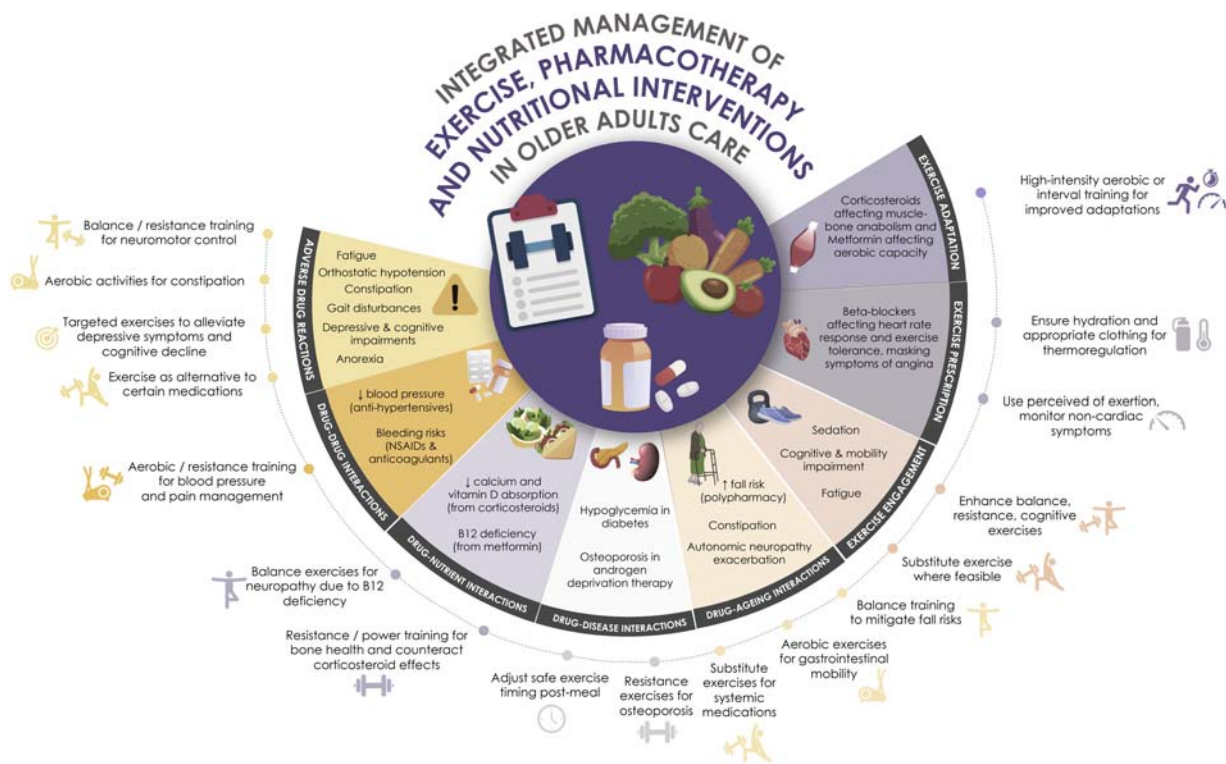 INTEGRATED MANAGEMENT OF
EXERCISE, PHARMACOTHERAPY
AND NUTRITIONAL INTERVENTIONS
IN OLDER ADULTS CARE
Balance / resistance training
for neuromotor control
Aerobic activities for constipation
Targeted exercises to alleviate
depressive symptoms and
cognitive decline
Exercise as alternative to
certain medications
ADVERSE DRUG REACTIONS
Fatigue
Orthostatic hypotension
Constipation
Gait disturbances
Depressive & cognitive
impairments
Anorexia
Aerobic / resistance training
for blood pressure
and pain management
DRUG-DRUG INTERACTIONS
↓ blood pressure
(anti-hypertensives)
Bleeding risks
(NSAIDs &
anticoagulants)
Balance exercises for
neuropathy due to B12
deficiency
Resistance / power training for
bone health and counteract
corticosteroid effects
DRUG-NUTRIENT INTERACTIONS
↓ calcium and
vitamin D absorption
(from corticosteroids)
B12 deficiency
(from metformin)
Adjust safe exercise
timing post-meal
Resistance
exercises for
osteoporosis
DRUG-DISEASE INTERACTIONS
Hypoglycemia in
diabetes
Osteoporosis in
androgen
deprivation therapy
Substitute
exercises for
systemic
medications
Aerobic exercises
for gastrointestinal
mobility
Balance training
to mitigate fall risks
DRUG-AGEING INTERACTIONS
↑ fall risk
(polypharmacy)
Constipation
Autonomic neuropathy
exacerbation
Substitute exercise
where feasible
Enhance balance,
resistance, cognitive
exercises
EXERCISE ENGAGEMENT
Sedation
Cognitive & mobility
impairment
Fatigue
Use perceived of exertion,
monitor non-cardiac
symptoms
Ensure hydration and
appropriate clothing for
thermoregulation
EXERCISE PRESCRIPTION
Beta-blockers
affecting heart rate
response and exercise
tolerance, masking
symptoms of angina
High-intensity aerobic or
interval training for
improved adaptations
EXERCISE ADAPTATION
Corticosteroids
affecting muscle-
bone anabolism and
Metformin affecting
aerobic capacity